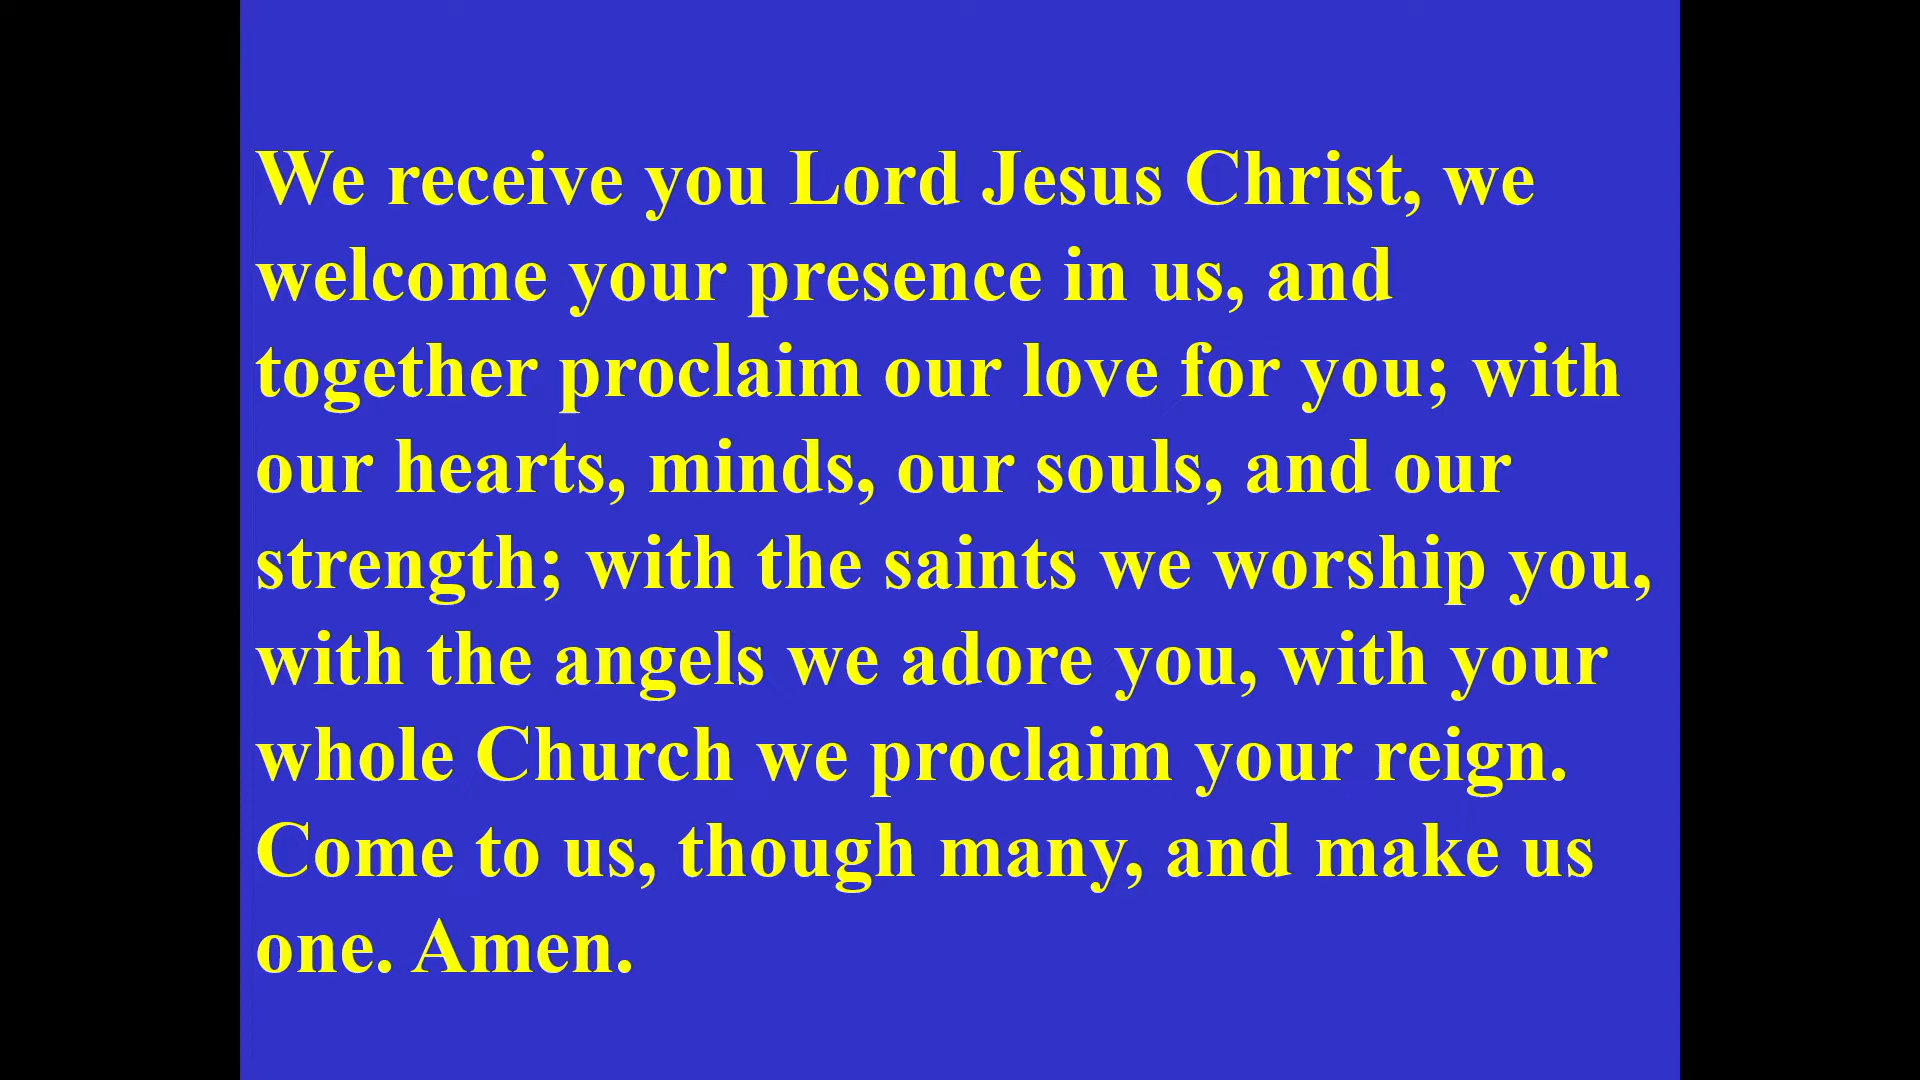 We receive you Lord Jesus Christ, we
welcome your presence in us, and
together proclaim our love for you; with
our hearts, minds, our souls, and our
strength; with the saints we worship you,
with the angels we adore you, with your
whole Church we proclaim your reign.
Come to us, though many, and make us
one. Amen.